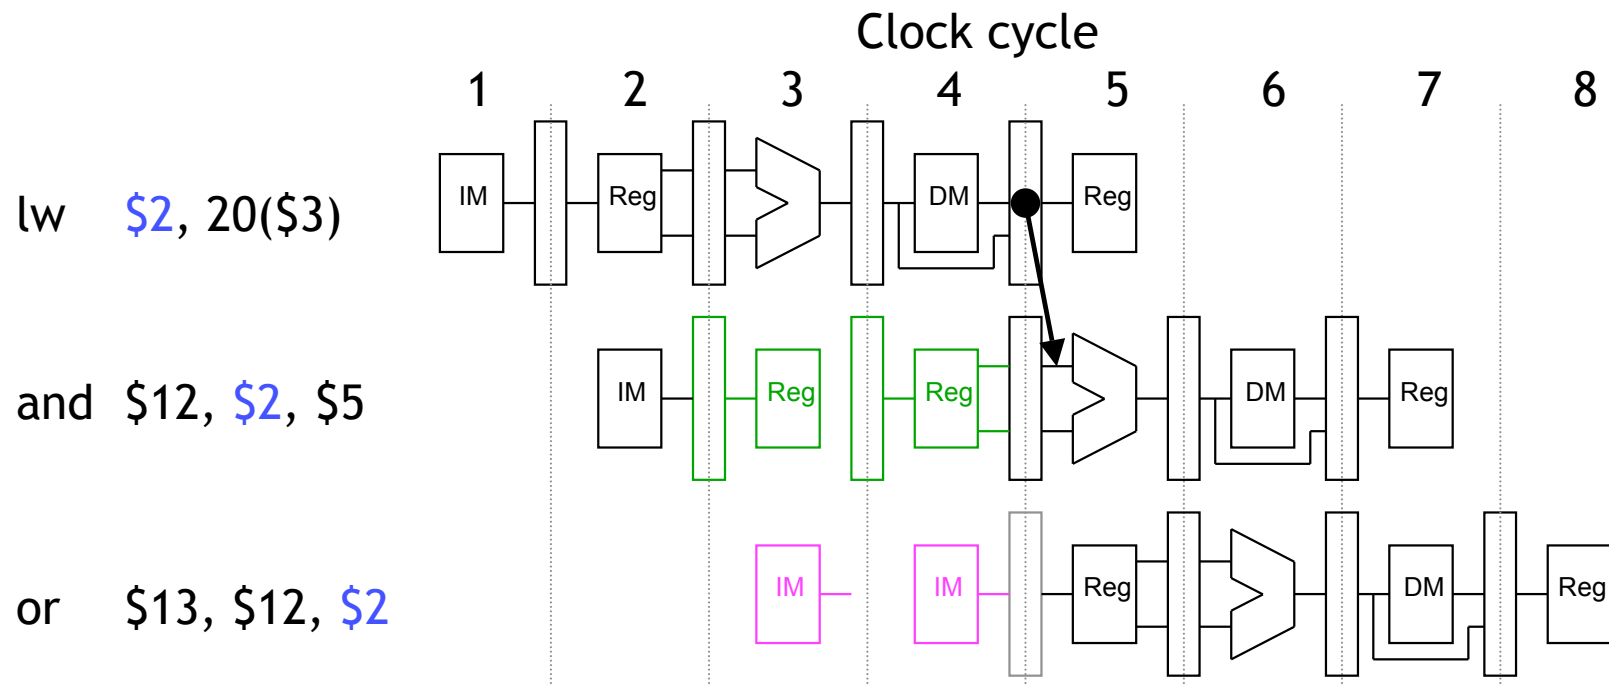 Clock cycle
1 2 3 4 5 6 7 8
lw $2, 20($3) IM Reg DM Reg
and $12, $2, $5 IM Reg Reg DM Reg
or $13, $12, $2 IM IM Reg DM Reg